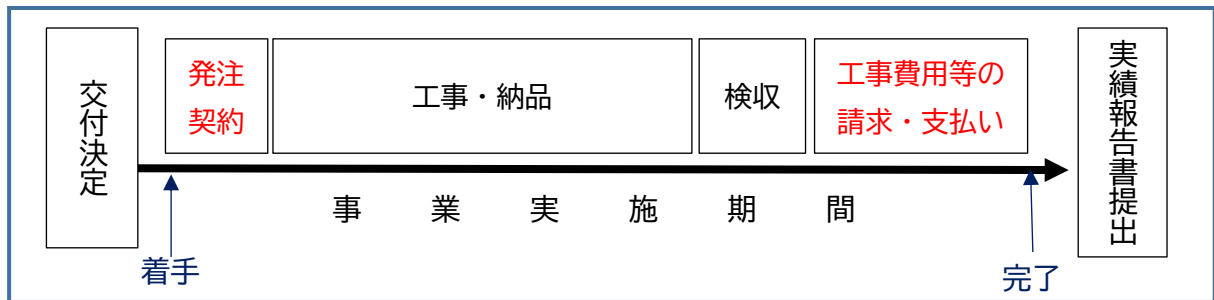 交付決定
発注
契約
工事・納品
検収
工事費用等の
請求・支払い
実績報告書提出
事業実施期間
着手
完了